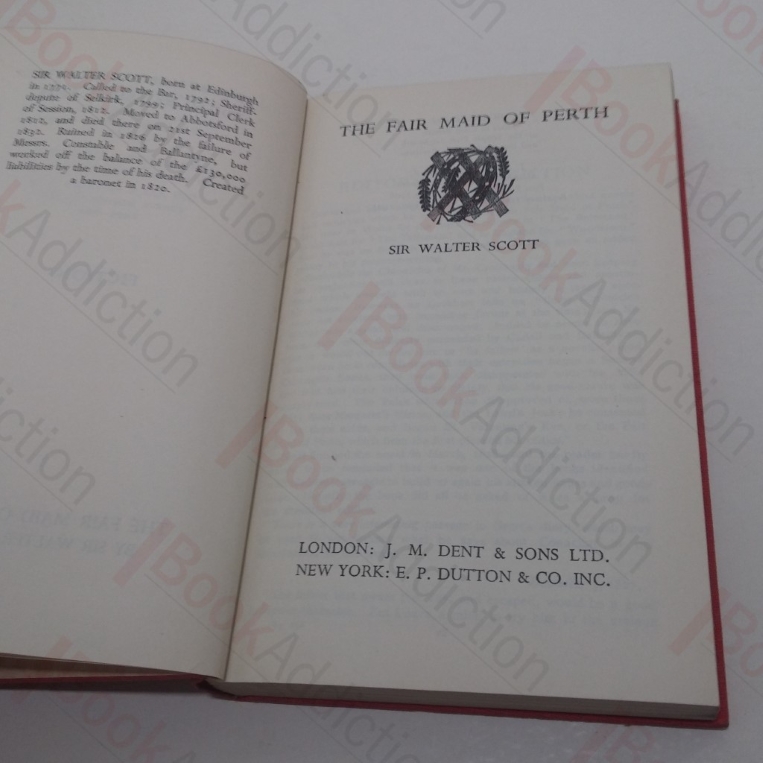 SIR WALTER SCOTT, born at Edinburgh
in 1771. Called to the Bar, 1792; Sheriff-
depute of Selkirk, 1799; Principal Clerk
of Session, 1812. Moved to Abbotsford in
1812, and died there on 21st September
1832. Ruined in 1826 by the failure of
Messrs. Constable and Ballantyne, but
worked off the balance of the £130,000
liabilities by the time of his death. Created
a baronet in 1820.
THE FAIR MAID OF PERTH
SIR WALTER SCOTT
LONDON: J. M. DENT & SONS LTD.
NEW YORK: E. P. DUTTON & CO. INC.
BookAddiction